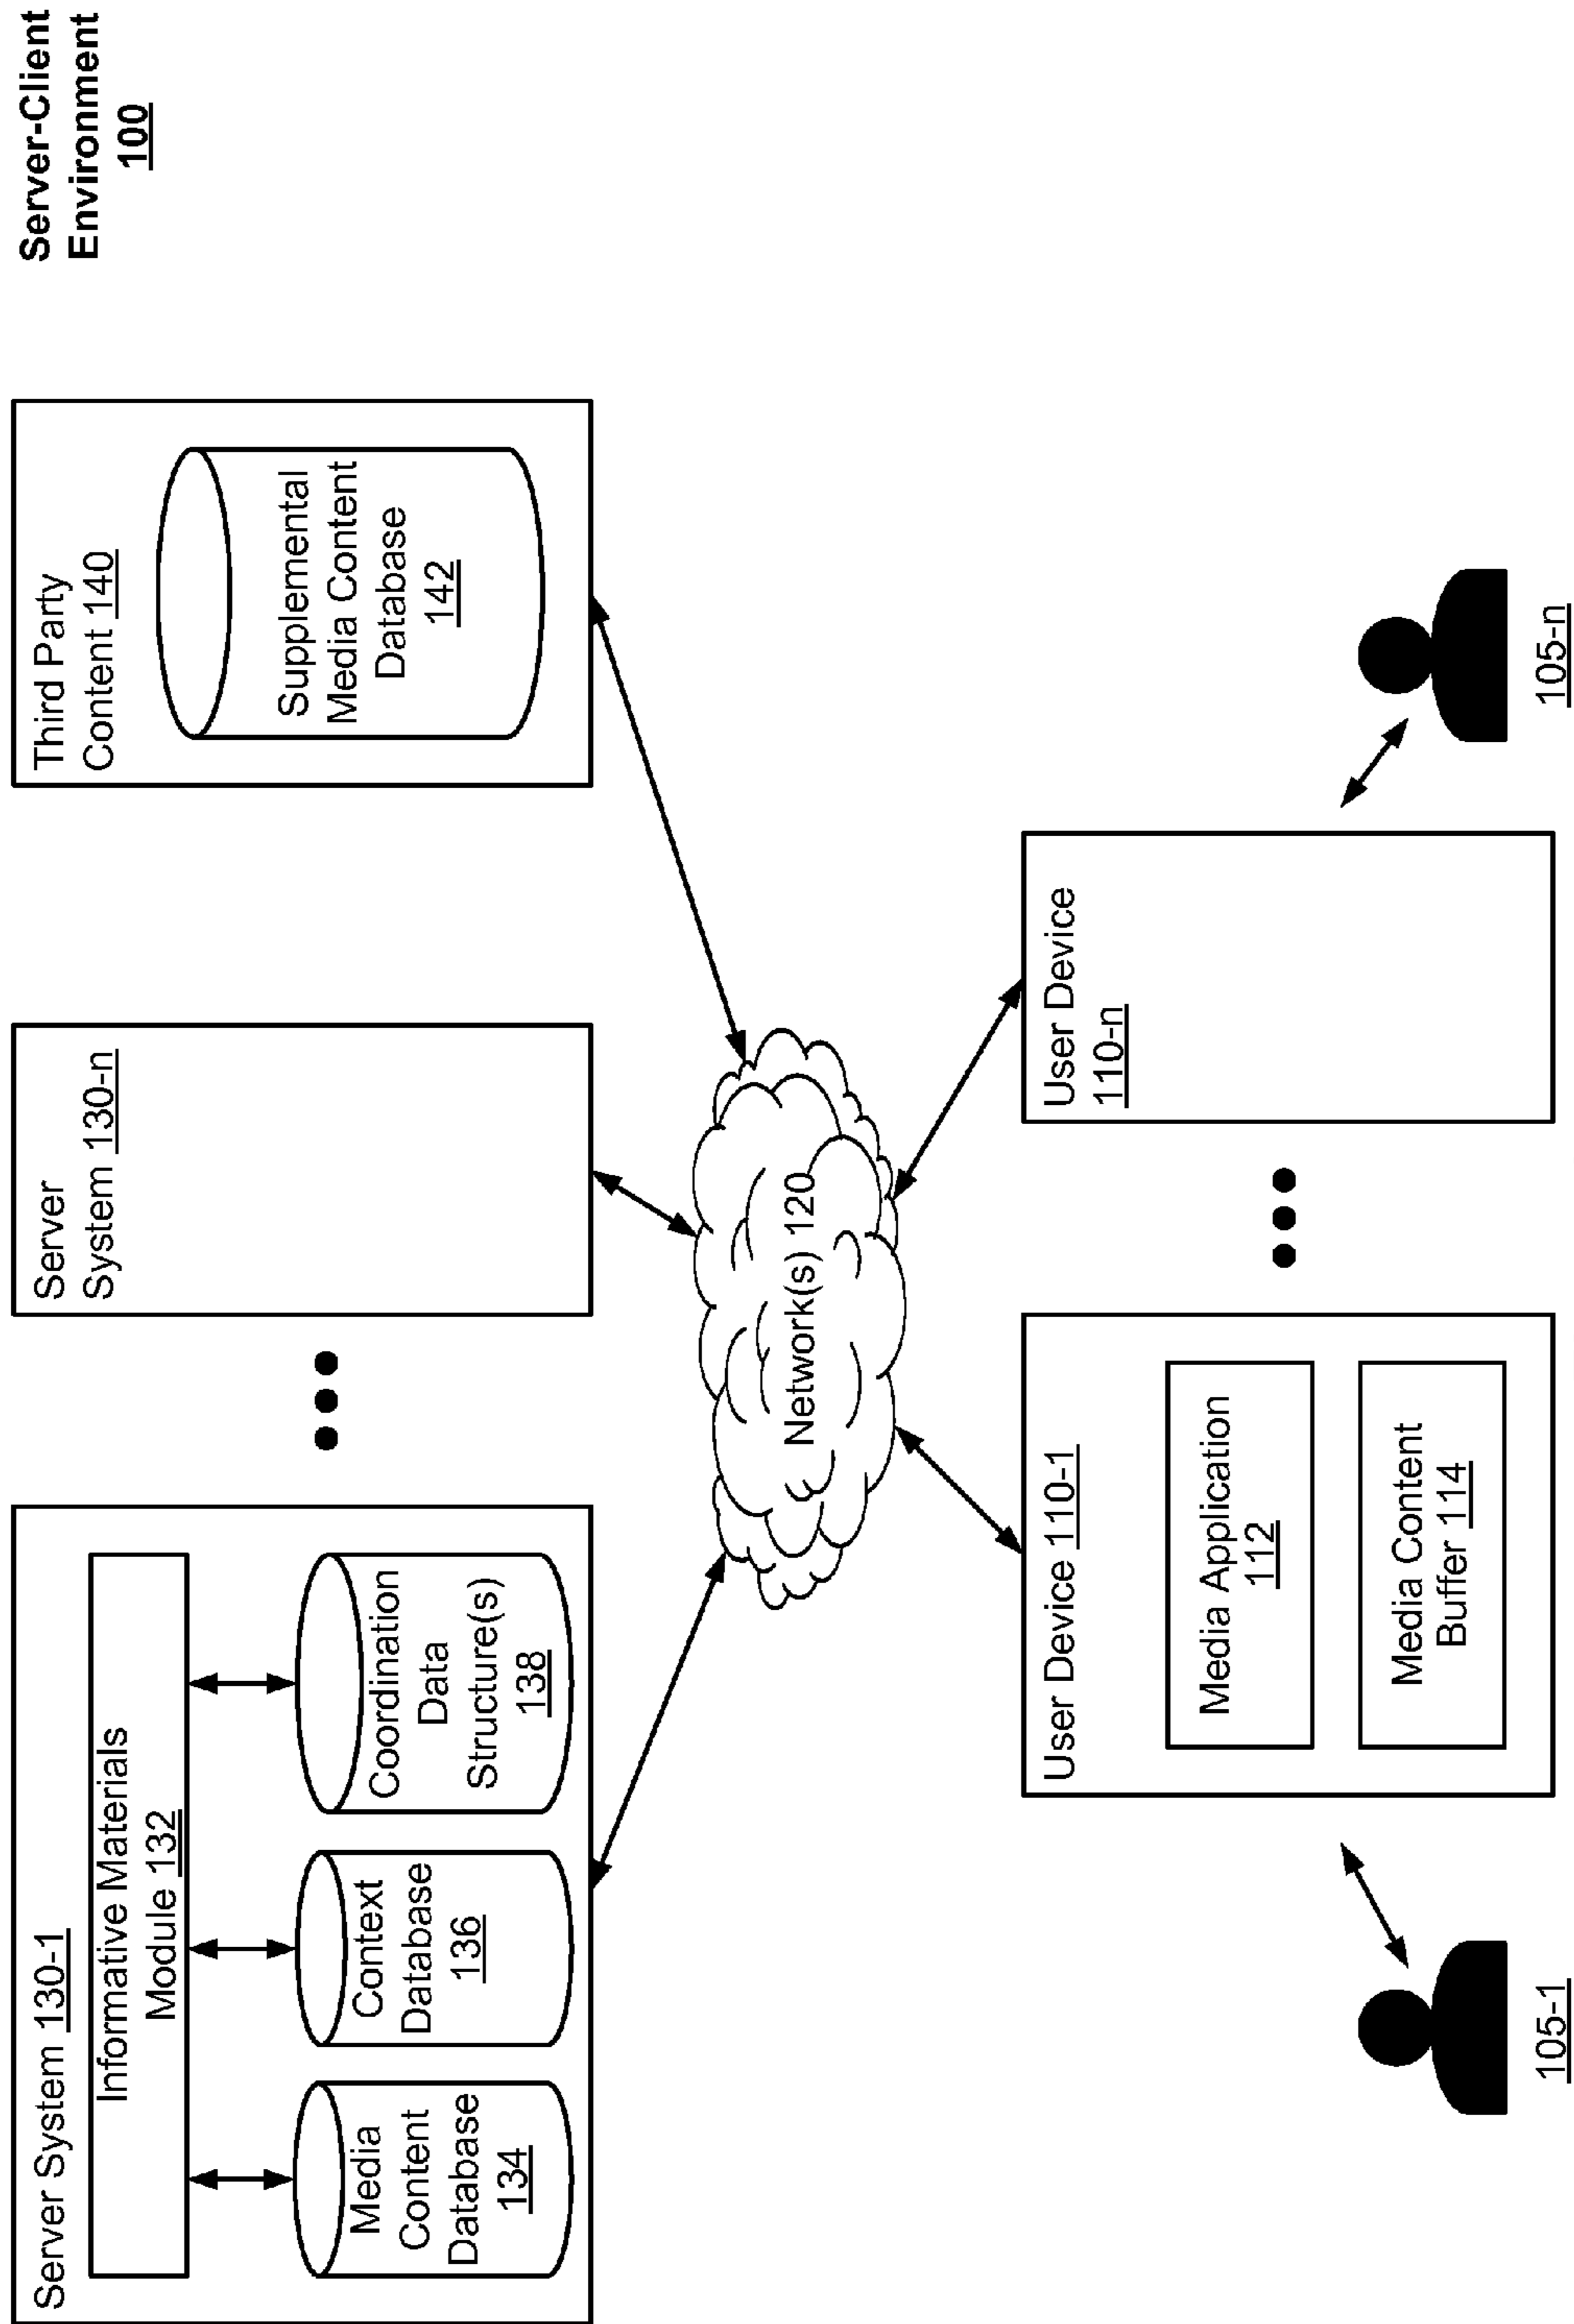 Server-Client
Environment
100
Server System 130-1
Informative Materials
Module 132
Media
Content
Database
134
Context
Database
136
Coordination
Data
Structure(s)
138
Server
System 130-n
Third Party
Content 140
Supplemental
Media Content
Database
142
Network(s) 120
User Device 110-1
Media Application
112
Media Content
Buffer 114
User Device
110-n
105-1
105-n